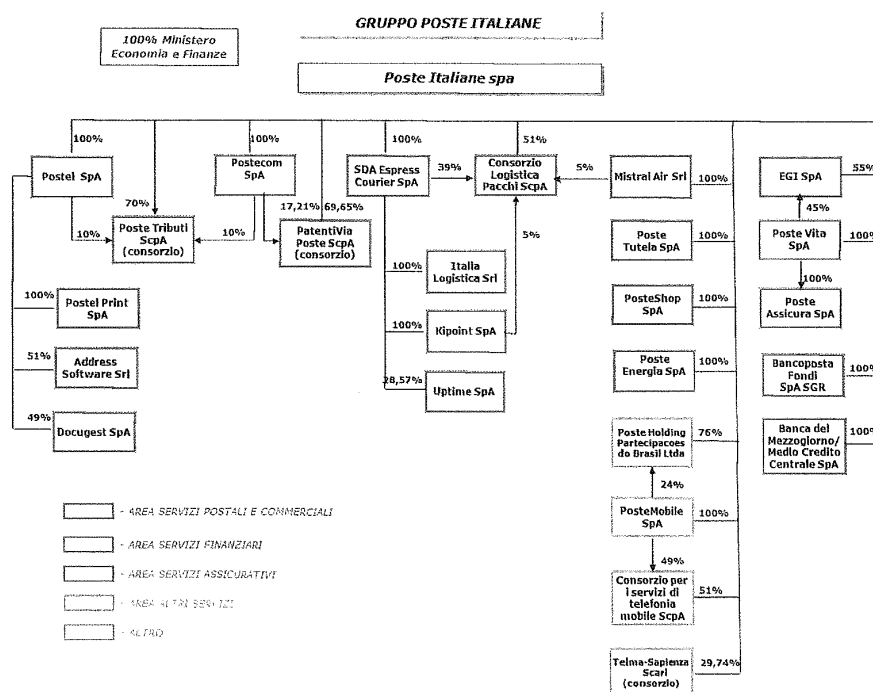 GRUPPO POSTE ITALIANE
100% Ministero
Economia e Finanze
Poste Italiane spa
100%
100%
100%
51%
Postel SpA
Postecom
SpA
SDA Express
Courier SpA
39%
Consorzio
Logistica
Pacchi ScpA
5%
Mistral Air Srl
100%
EGI SpA
55%
70%
17,21%
69,65%
45%
10%
Poste Tributi
ScpA
(consorzio)
10%
PatentiVia
Poste ScpA
(consorzio)
5%
Poste
Tutela SpA
100%
Poste Vita
SpA
100%
100%
Italia
Logistica Srl
100%
100%
Postel Print
SpA
PosteShop
SpA
100%
Poste
Assicura SpA
100%
Kipoint SpA
51%
Address
Software Srl
Poste
Energia SpA
100%
Bancoposta
Fondi
SpA SGR
100%
28,57%
Uptime SpA
49%
Docugest SpA
Poste Holding
Partecipacoes
do Brasil Ltda
76%
Banca del
Mezzogiorno/
Medio Credito
Centrale SpA
100%
24%
PosteMobile
SpA
100%
49%
Consorzio per
i servizi di
telefonia
mobile ScpA
51%
Telma-Sapienza
Scarl
(consorzio)
29,74%
- AREA SERVIZI POSTALI E COMMERCIALI
- AREA SERVIZI FINANZIARI
- AREA SERVIZI ASSICURATIVI
- AREA ALTRI SERVIZI
- ALTRO